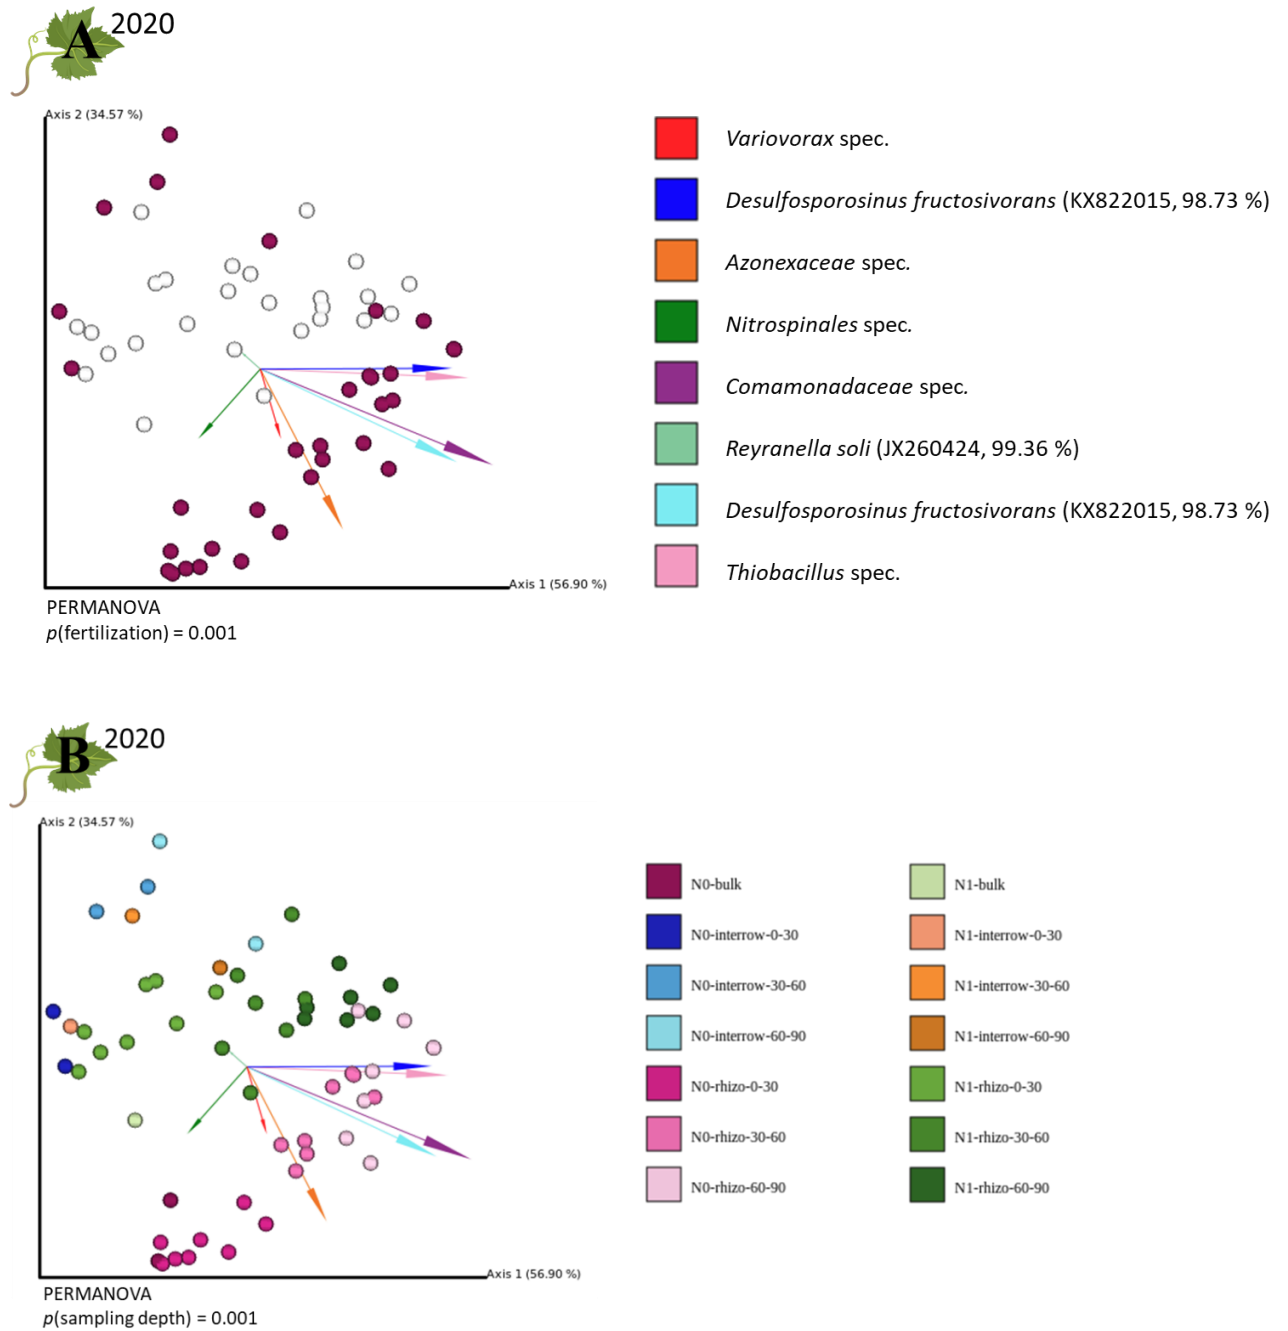 A 2020
Axis 2 (34.57 %)
Variovorax spec.
Desulfosporosinus fructosivorans (KX822015, 98.73 %)
Azonexaceae spec.
Nitrospinales spec.
Comamonadaceae spec.
Reyranella soli (JX260424, 99.36 %)
Desulfosporosinus fructosivorans (KX822015, 98.73 %)
Thiobacillus spec.
Axis 1 (56.90 %)
PERMANOVA
p(fertilization) = 0.001
B 2020
Axis 2 (34.57 %)
N0-bulk
N0-interrow-0-30
N0-interrow-30-60
N0-interrow-60-90
N0-rhizo-0-30
N0-rhizo-30-60
N0-rhizo-60-90
N1-bulk
N1-interrow-0-30
N1-interrow-30-60
N1-interrow-60-90
N1-rhizo-0-30
N1-rhizo-30-60
N1-rhizo-60-90
Axis 1 (56.90 %)
PERMANOVA
p(sampling depth) = 0.001